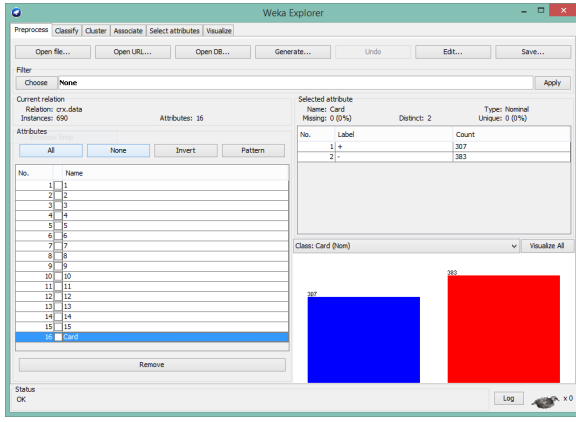 Weka Explorer
Preprocess Classify Cluster Associate Select attributes Visualize
Open file... Open URL... Open DB... Generate... Undo Edit... Save...
Filter
Choose None Apply
Current relation
Relation: crx.data
Instances: 690 Attributes: 16
Selected attribute
Name: Card Type: Nominal
Missing: 0 (0%) Distinct: 2 Unique: 0 (0%)
Attributes
All None Invert Pattern
No. Name
1 1
2 2
3 3
4 4
5 5
6 6
7 7
8 8
9 9
10 10
11 11
12 12
13 13
14 14
15 15
16 Card
Remove
No. Label Count
1 + 307
2 - 383
Class: Card (Nom) Visualize All
307
383
Status
OK
Log x 0